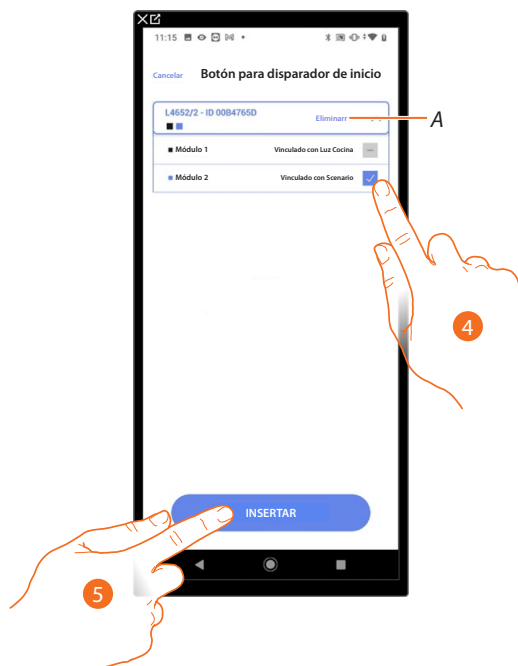 11:15
Cancelar Botón para disparador de inicio
L4652/2 - ID 00B4765D Eliminarr
A
Módulo 1 Vinculado con Luz Cocina
Módulo 2 Vinculado con Scenario
4
INSERTAR
5